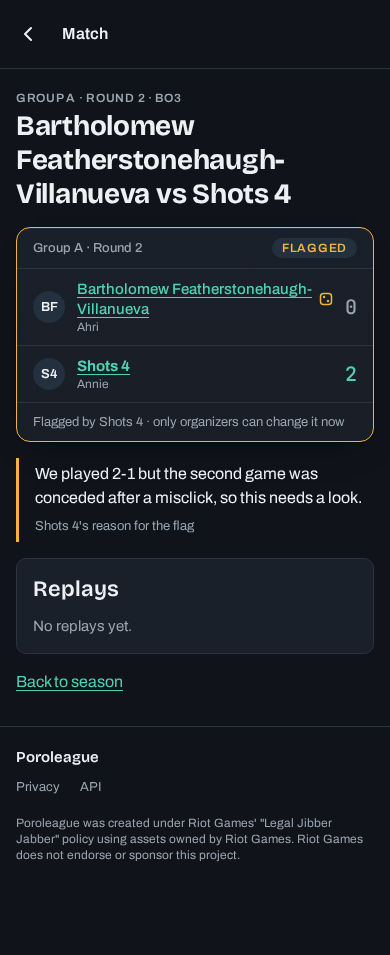 Match
GROUP A · ROUND 2 · BO3
Bartholomew
Featherstonehaugh-
Villanueva vs Shots 4
Group A · Round 2
FLAGGED
BF
Bartholomew Featherstonehaugh-
Villanueva
Ahri
0
S4
Shots 4
Annie
2
Flagged by Shots 4 · only organizers can change it now
We played 2-1 but the second game was
conceded after a misclick, so this needs a look.
Shots 4's reason for the flag
Replays
No replays yet.
Back to season
Poroleague
Privacy API
Poroleague was created under Riot Games' "Legal Jibber
Jabber" policy using assets owned by Riot Games. Riot Games
does not endorse or sponsor this project.